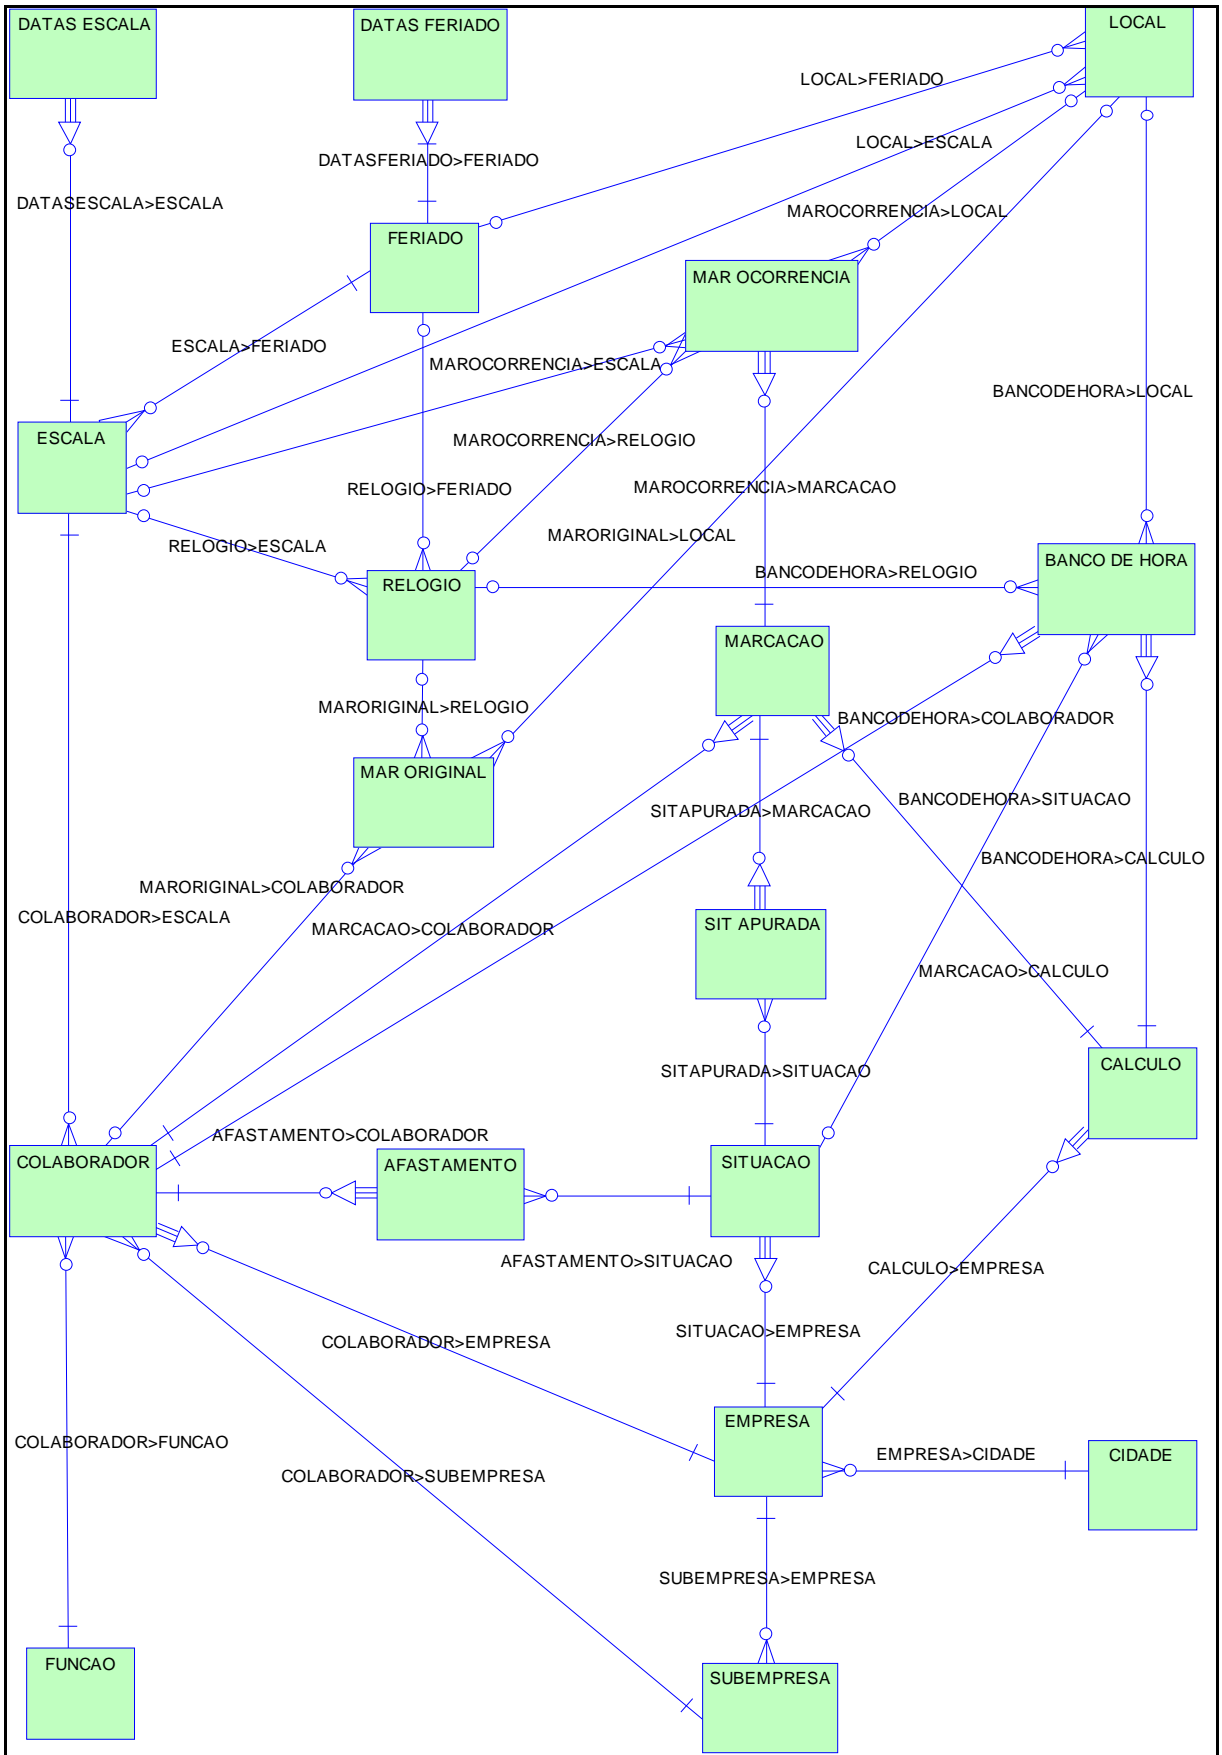 DATAS ESCALA
DATAS FERIADO
LOCAL
LOCAL>FERIADO
LOCAL>ESCALA
DATASFERIADO>FERIADO
DATASESCALA>ESCALA
MAROCORRENCIA>LOCAL
FERIADO
MAR OCORRENCIA
ESCALA>FERIADO
MAROCORRENCIA>ESCALA
BANCODEHORA>LOCAL
ESCALA
MAROCORRENCIA>RELOGIO
RELOGIO>FERIADO
MAROCORRENCIA>MARCACAO
MARORIGINAL>LOCAL
RELOGIO>ESCALA
BANCO DE HORA
BANCODEHORA>RELOGIO
RELOGIO
MARCACAO
MARORIGINAL>RELOGIO
BANCODEHORA>COLABORADOR
MAR ORIGINAL
BANCODEHORA>SITUACAO
SITAPURADA>MARCACAO
BANCODEHORA>CALCULO
MARORIGINAL>COLABORADOR
COLABORADOR>ESCALA
SIT APURADA
MARCACAO>COLABORADOR
MARCACAO>CALCULO
CALCULO
SITAPURADA>SITUACAO
AFASTAMENTO>COLABORADOR
COLABORADOR
AFASTAMENTO
SITUACAO
AFASTAMENTO>SITUACAO
CALCULO>EMPRESA
SITUACAO>EMPRESA
COLABORADOR>EMPRESA
EMPRESA
COLABORADOR>FUNCAO
EMPRESA>CIDADE
CIDADE
COLABORADOR>SUBEMPRESA
SUBEMPRESA>EMPRESA
FUNCAO
SUBEMPRESA